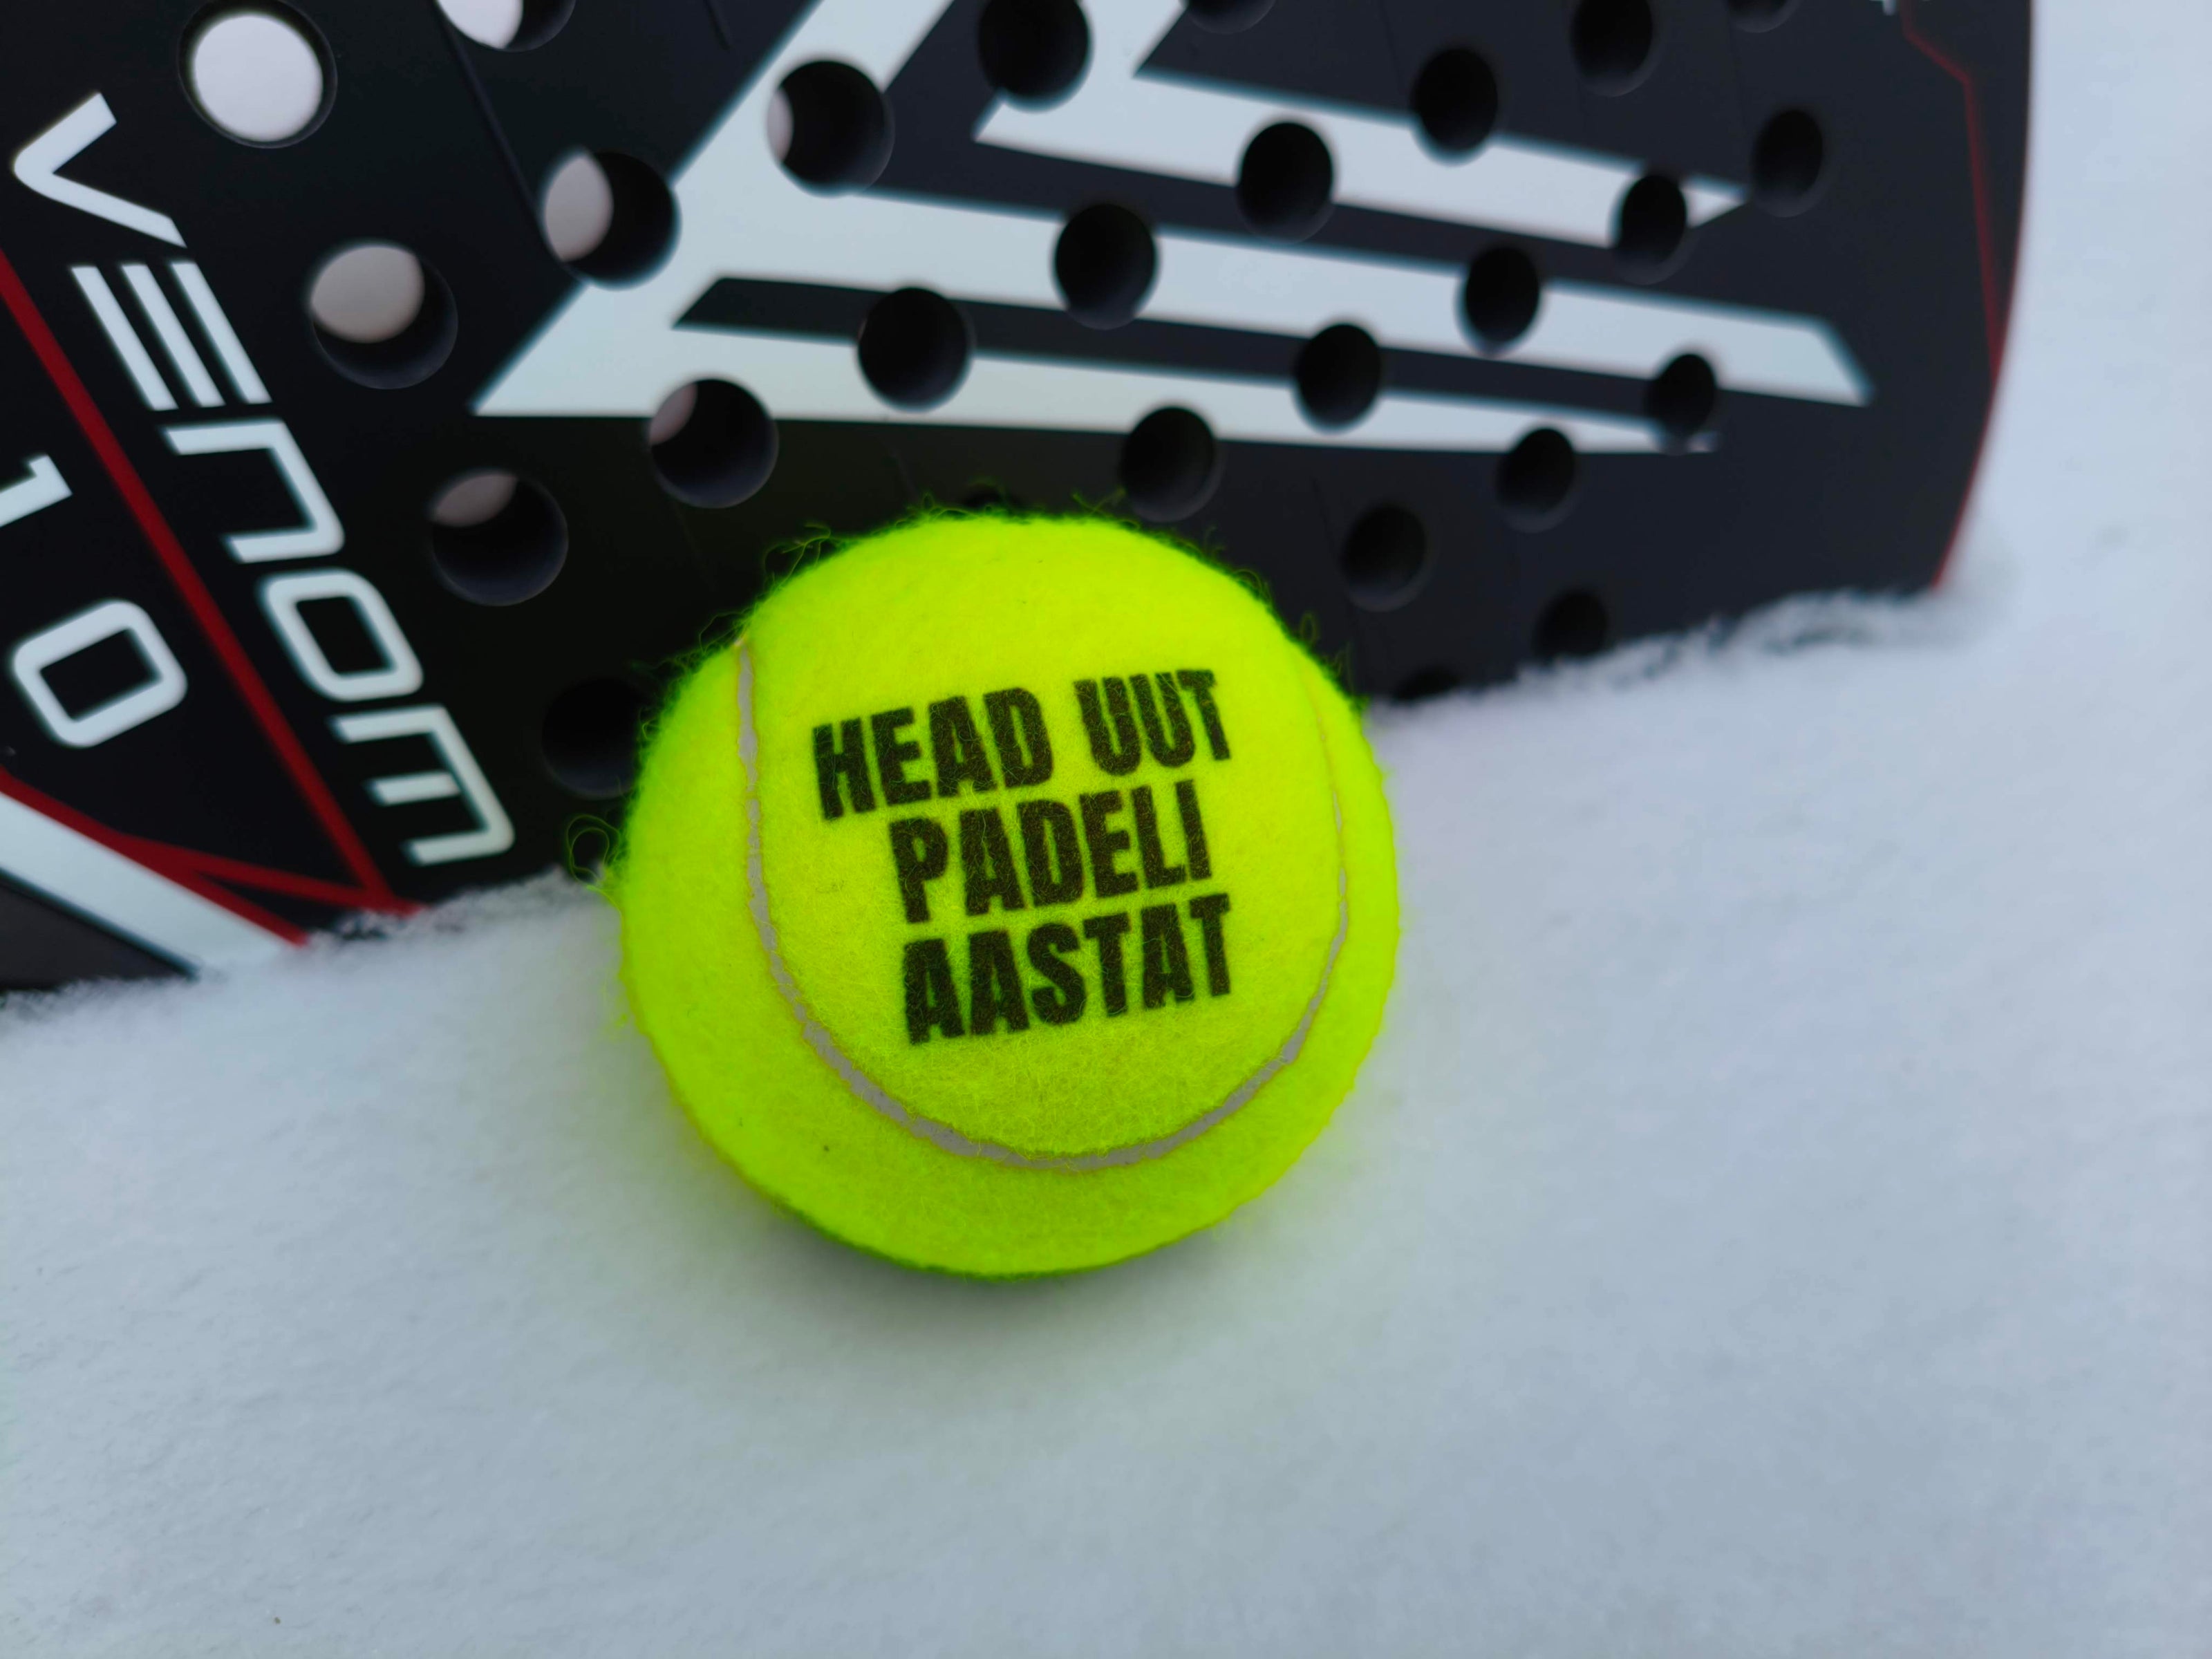 VENOM
10
HEAD UUT
PADELI
AASTAT